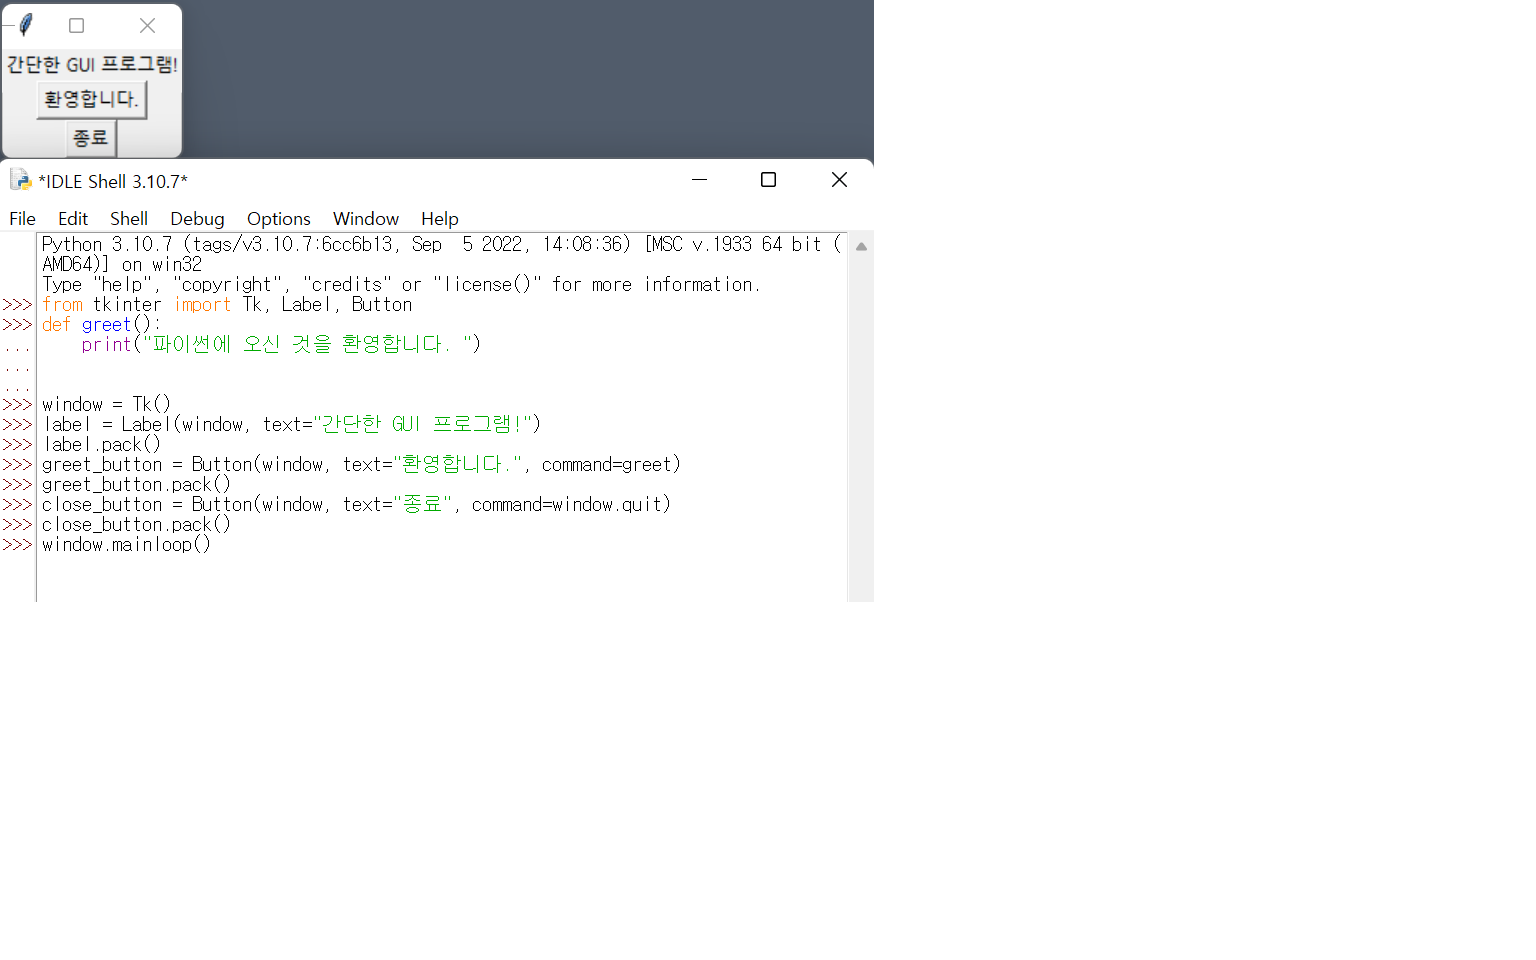 간단한 GUI 프로그램!
환영합니다.
종료
*IDLE Shell 3.10.7*
File Edit Shell Debug Options Window Help
Python 3.10.7 (tags/v3.10.7:6cc6b13, Sep  5 2022, 14:08:36) [MSC v.1933 64 bit (
AMD64)] on win32
Type "help", "copyright", "credits" or "license()" for more information.
>>> from tkinter import Tk, Label, Button
>>> def greet():
...     print("파이썬에 오신 것을 환영합니다. ")
...
...
>>> window = Tk()
>>> label = Label(window, text="간단한 GUI 프로그램!")
>>> label.pack()
>>> greet_button = Button(window, text="환영합니다.", command=greet)
>>> greet_button.pack()
>>> close_button = Button(window, text="종료", command=window.quit)
>>> close_button.pack()
>>> window.mainloop()